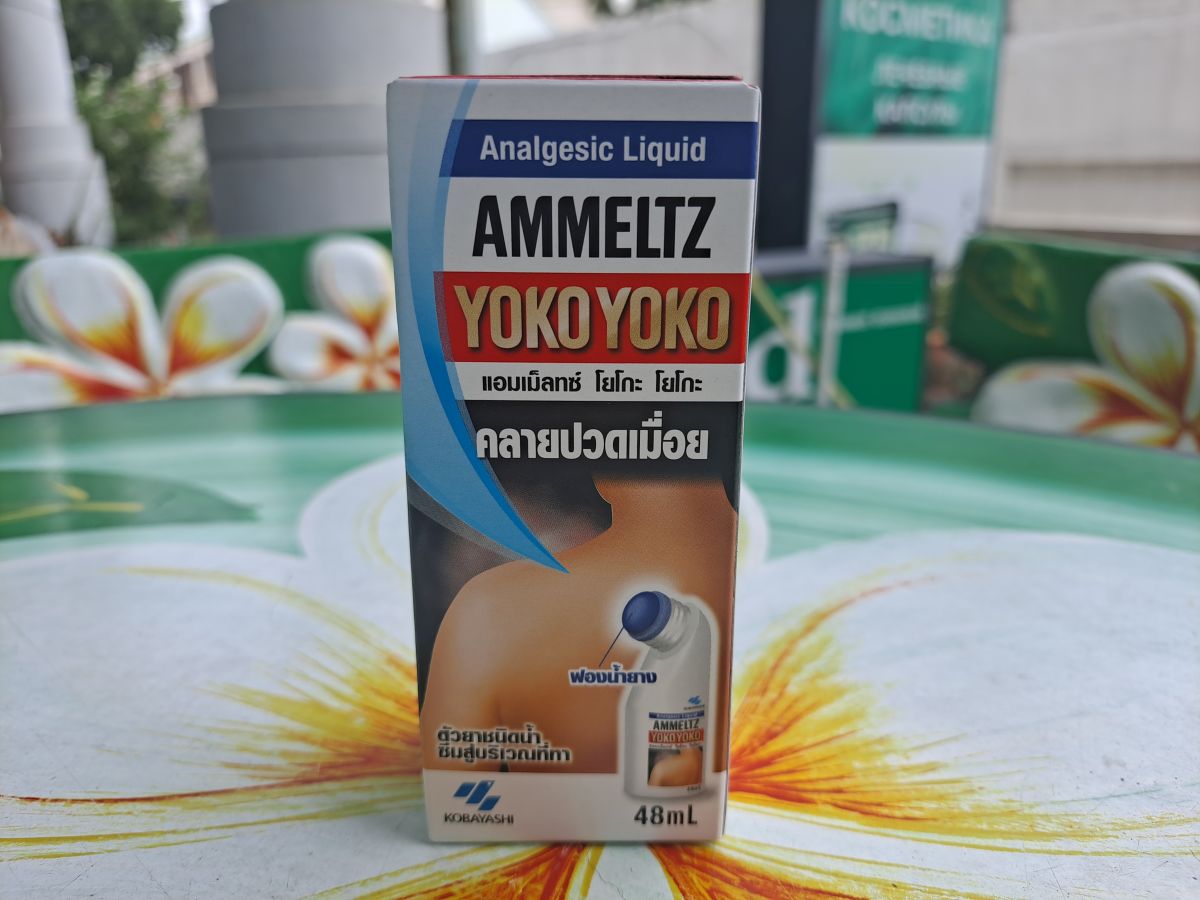 Analgesic Liquid
AMMELTZ
YOKO YOKO
แอมเม็ลทซ์ โยโกะ โยโกะ
คลายปวดเมื่อย
ฟองน้ำยาง
Analgesic Liquid
AMMELTZ
YOKO YOKO
ตัวยาชนิดน้ำ
ซึมสู่บริเวณที่ทา
KOBAYASHI
48mL